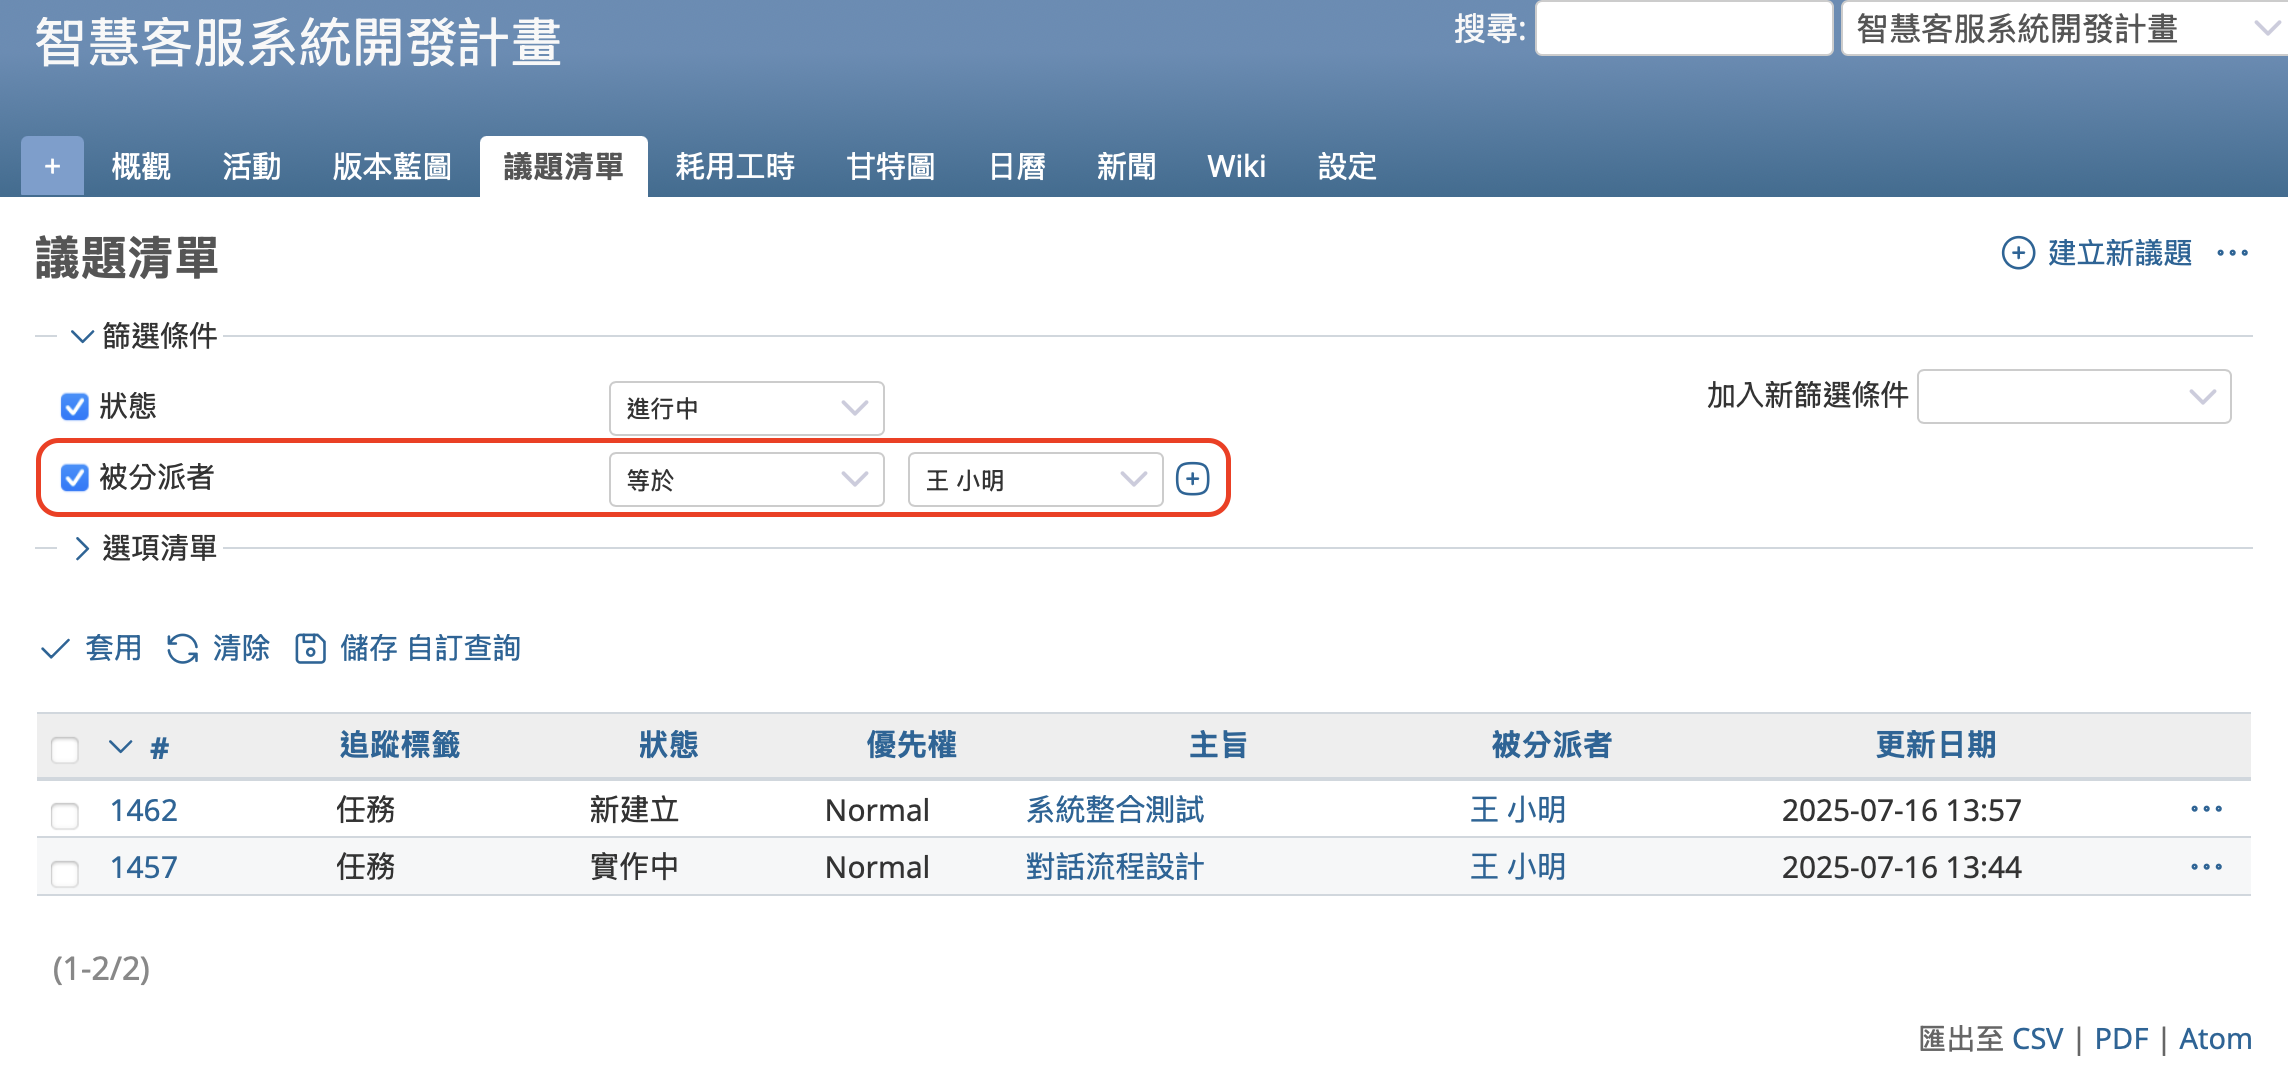 智慧客服系統開發計畫
搜尋: 智慧客服系統開發計畫
+ 概觀 活動 版本藍圖 議題清單 耗用工時 甘特圖 日曆 新聞 Wiki 設定
議題清單
建立新議題 ...
篩選條件
狀態 進行中 加入新篩選條件
被分派者 等於 王 小明
選項清單
套用 清除 儲存 自訂查詢
# 追蹤標籤 狀態 優先權 主旨 被分派者 更新日期
1462 任務 新建立 Normal 系統整合測試 王 小明 2025-07-16 13:57 ...
1457 任務 實作中 Normal 對話流程設計 王 小明 2025-07-16 13:44 ...
(1-2/2)
匯出至 CSV | PDF | Atom